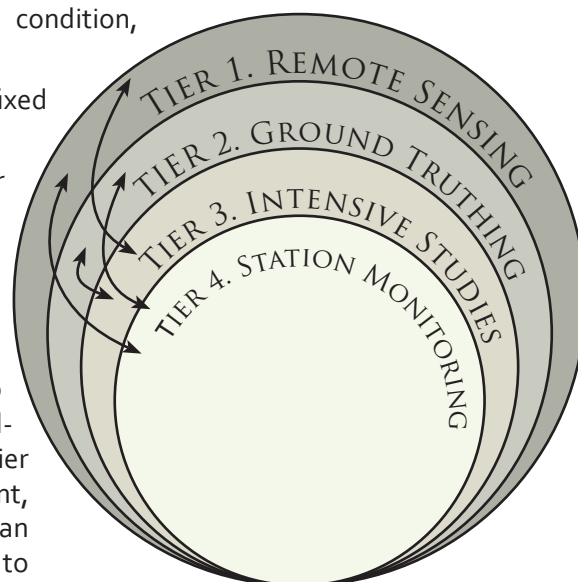 condition,
ixed
r
TIER 1. REMOTE SENSING
TIER 2. GROUND TRUTHING
TIER 3. INTENSIVE STUDIES
TIER 4. STATION MONITORING
d-
ier
nt,
an
to